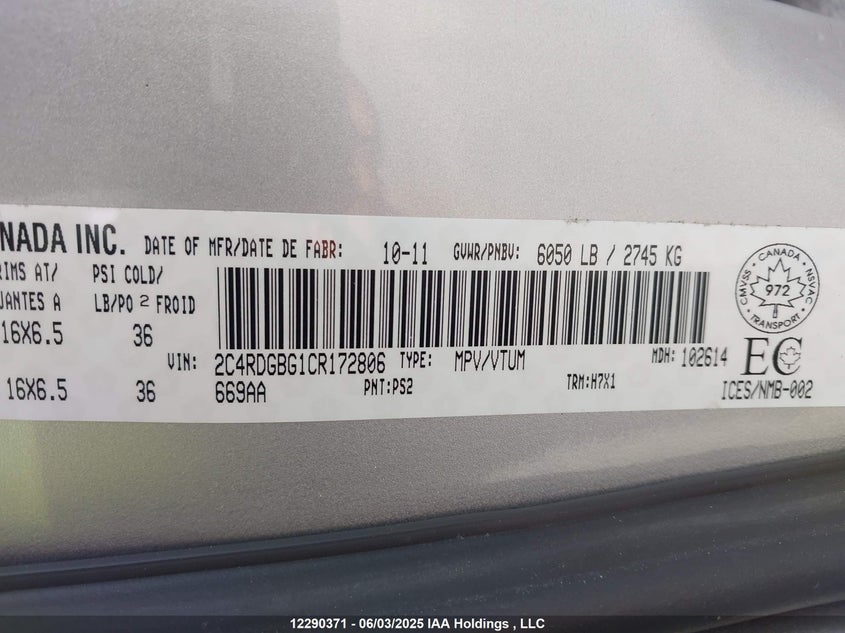 NADA INC. DATE OF MFR/DATE DE FABR: 10-11 GVWR/PNBV: 6050 LB / 2745 KG
RIMS AT/ PSI COLD/
JANTES A LB/PO 2 FROID
16X6.5 36
VIN: 2C4RDGBG1CR172806 TYPE: MPV/VTUM MDH: 102614
16X6.5 36 669AA PNT:PS2 TRM:H7X1 ICES/NMB-002
CANADA
CMVSS 972 NSVAC
TRANSPORT
EC
12290371 - 06/03/2025 IAA Holdings , LLC